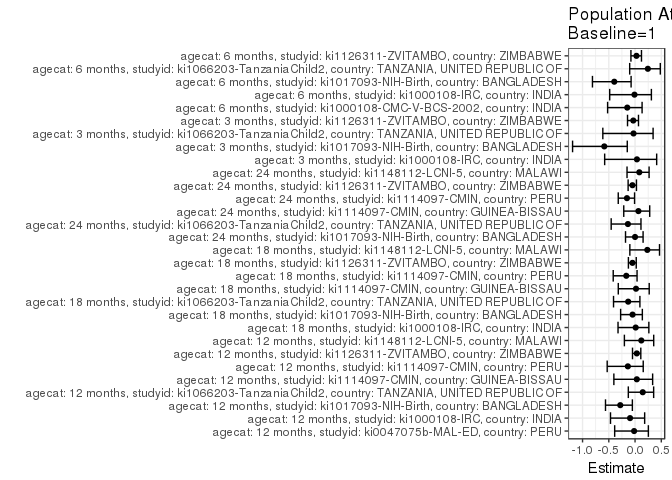 Population At
Baseline=1
agecat: 6 months, studyid: ki1126311-ZVITAMBO, country: ZIMBABWE
agecat: 6 months, studyid: ki1066203-TanzaniaChild2, country: TANZANIA, UNITED REPUBLIC OF
agecat: 6 months, studyid: ki1017093-NIH-Birth, country: BANGLADESH
agecat: 6 months, studyid: ki1000108-IRC, country: INDIA
agecat: 6 months, studyid: ki1000108-CMC-V-BCS-2002, country: INDIA
agecat: 3 months, studyid: ki1126311-ZVITAMBO, country: ZIMBABWE
agecat: 3 months, studyid: ki1066203-TanzaniaChild2, country: TANZANIA, UNITED REPUBLIC OF
agecat: 3 months, studyid: ki1017093-NIH-Birth, country: BANGLADESH
agecat: 3 months, studyid: ki1000108-IRC, country: INDIA
agecat: 24 months, studyid: ki1148112-LCNI-5, country: MALAWI
agecat: 24 months, studyid: ki1126311-ZVITAMBO, country: ZIMBABWE
agecat: 24 months, studyid: ki1114097-CMIN, country: PERU
agecat: 24 months, studyid: ki1114097-CMIN, country: GUINEA-BISSAU
agecat: 24 months, studyid: ki1066203-TanzaniaChild2, country: TANZANIA, UNITED REPUBLIC OF
agecat: 24 months, studyid: ki1017093-NIH-Birth, country: BANGLADESH
agecat: 18 months, studyid: ki1148112-LCNI-5, country: MALAWI
agecat: 18 months, studyid: ki1126311-ZVITAMBO, country: ZIMBABWE
agecat: 18 months, studyid: ki1114097-CMIN, country: PERU
agecat: 18 months, studyid: ki1114097-CMIN, country: GUINEA-BISSAU
agecat: 18 months, studyid: ki1066203-TanzaniaChild2, country: TANZANIA, UNITED REPUBLIC OF
agecat: 18 months, studyid: ki1017093-NIH-Birth, country: BANGLADESH
agecat: 18 months, studyid: ki1000108-IRC, country: INDIA
agecat: 12 months, studyid: ki1148112-LCNI-5, country: MALAWI
agecat: 12 months, studyid: ki1126311-ZVITAMBO, country: ZIMBABWE
agecat: 12 months, studyid: ki1114097-CMIN, country: PERU
agecat: 12 months, studyid: ki1114097-CMIN, country: GUINEA-BISSAU
agecat: 12 months, studyid: ki1066203-TanzaniaChild2, country: TANZANIA, UNITED REPUBLIC OF
agecat: 12 months, studyid: ki1017093-NIH-Birth, country: BANGLADESH
agecat: 12 months, studyid: ki1000108-IRC, country: INDIA
agecat: 12 months, studyid: ki0047075b-MAL-ED, country: PERU
-1.0 -0.5 0.0 0.5
Estimate